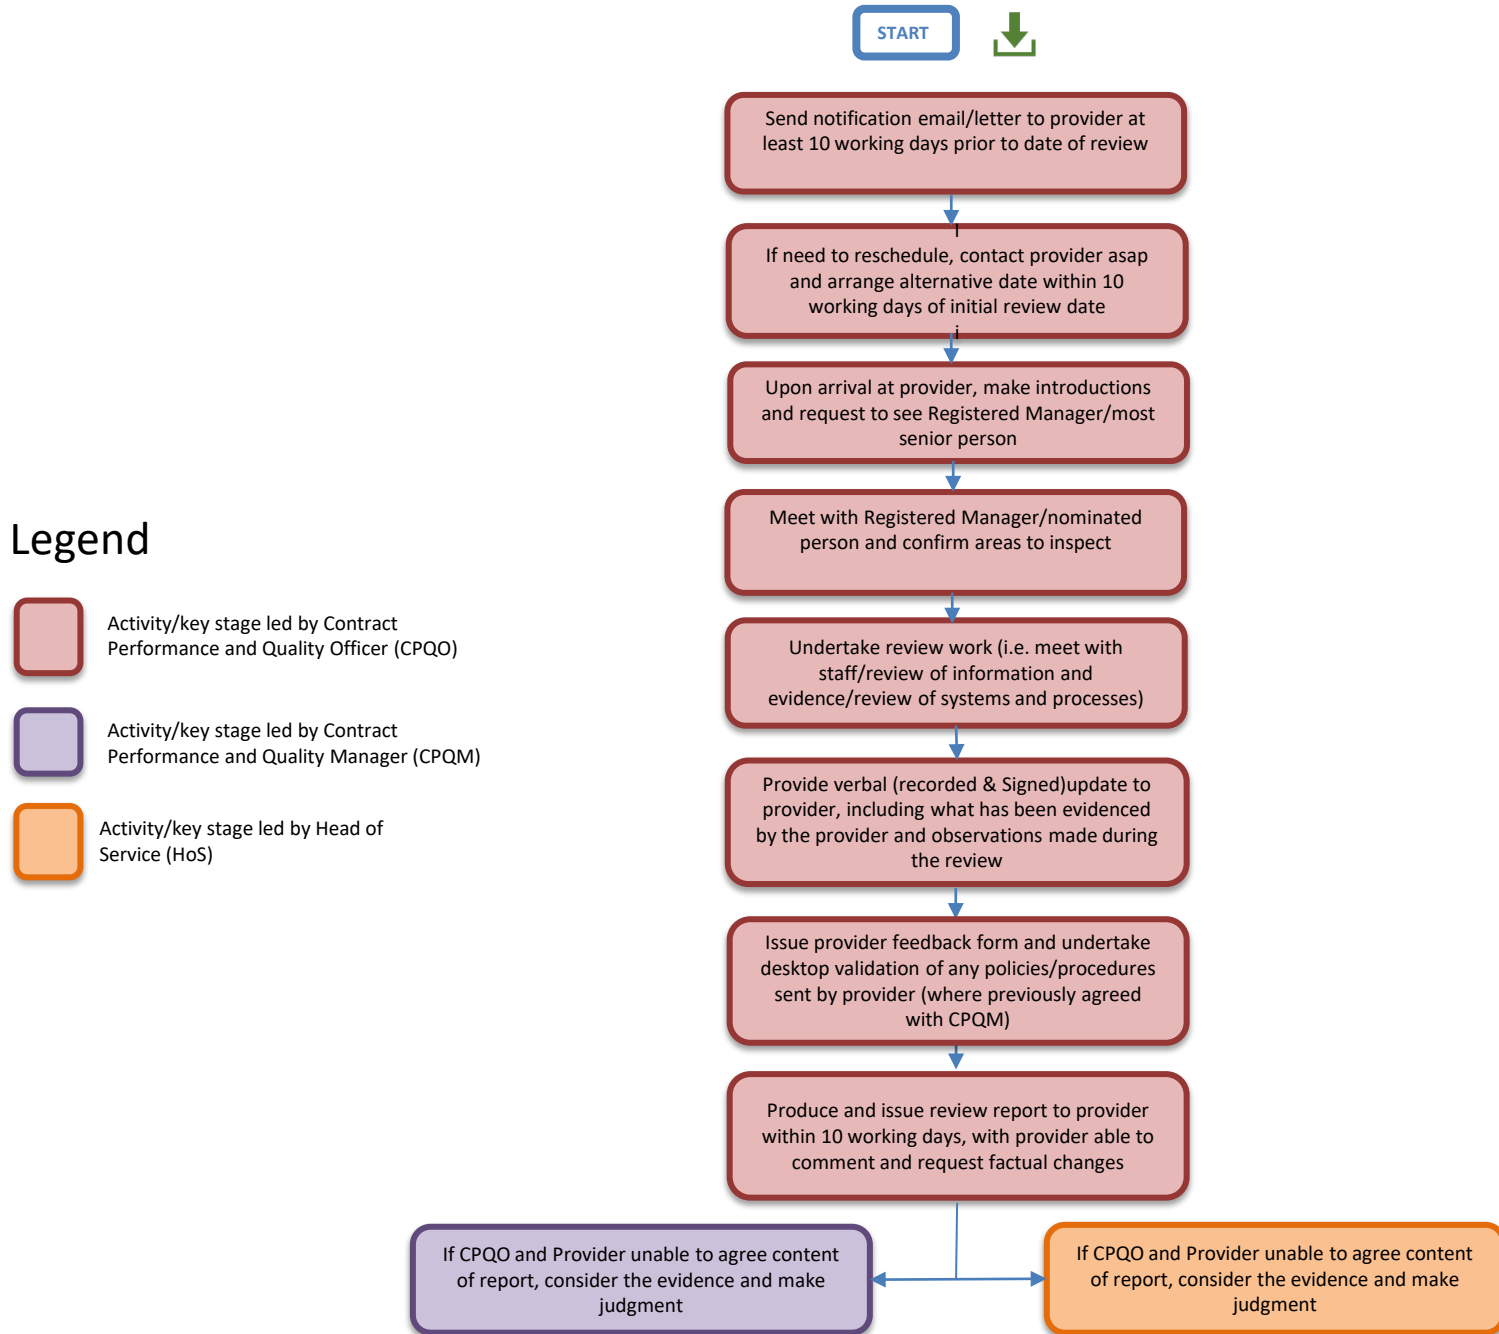 START
Send notification email/letter to provider at
least 10 working days prior to date of review
I
If need to reschedule, contact provider asap
and arrange alternative date within 10
working days of initial review date
i
Upon arrival at provider, make introductions
and request to see Registered Manager/most
senior person
Meet with Registered Manager/nominated
person and confirm areas to inspect
Legend
Activity/key stage led by Contract
Performance and Quality Officer (CPQO)
Activity/key stage led by Contract
Performance and Quality Manager (CPQM)
Activity/key stage led by Head of
Service (HoS)
Undertake review work (i.e. meet with
staff/review of information and
evidence/review of systems and processes)
Provide verbal (recorded & Signed)update to
provider, including what has been evidenced
by the provider and observations made during
the review
Issue provider feedback form and undertake
desktop validation of any policies/procedures
sent by provider (where previously agreed
with CPQM)
Produce and issue review report to provider
within 10 working days, with provider able to
comment and request factual changes
If CPQO and Provider unable to agree content
of report, consider the evidence and make
judgment
If CPQO and Provider unable to agree content
of report, consider the evidence and make
judgment